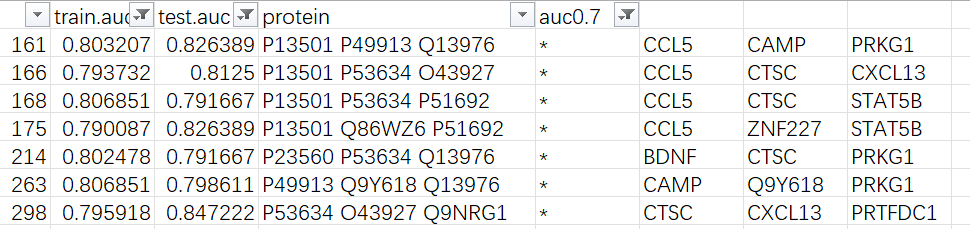 train.auc test.auc protein auc0.7
161 0.803207 0.826389 P13501 P49913 Q13976 * CCL5 CAMP PRKG1
166 0.793732 0.8125 P13501 P53634 O43927 * CCL5 CTSC CXCL13
168 0.806851 0.791667 P13501 P53634 P51692 * CCL5 CTSC STAT5B
175 0.790087 0.826389 P13501 Q86WZ6 P51692 * CCL5 ZNF227 STAT5B
214 0.802478 0.791667 P23560 P53634 Q13976 * BDNF CTSC PRKG1
263 0.806851 0.798611 P49913 Q9Y618 Q13976 * CAMP Q9Y618 PRKG1
298 0.795918 0.847222 P53634 O43927 Q9NRG1 * CTSC CXCL13 PRTFDC1